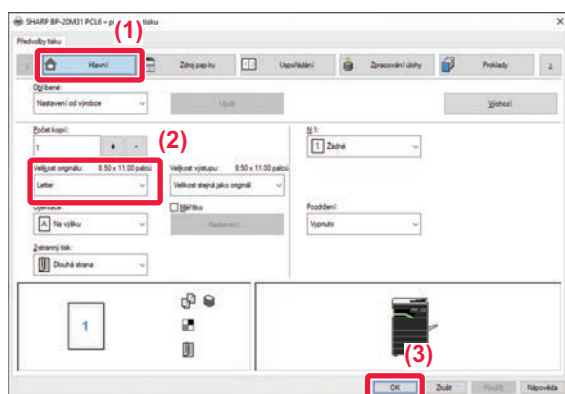 SHARP BP-20M31 PCL6 – p tisku
(1)
Předvolby tisku
Hlavní Zdroj papíru Uspořádání Zpracování úlohy Proklady
Oblíbené:
Nastavení od výrobce Uložit Výchozí
Počet kopií: N-1:
1 + - (2) 1 Žádné
Velikost originálu: 8.50 x 11.00 palců Velikost výstupu: 8.50 x 11.00 palců
Letter Velikost stejná jako originál
Orientace: Měřítko Pozdržení:
A Na výšku Nastavení... Vypnuto
2-stranný tisk:
Dlouhá strana
1
(3)
OK Zrušit Použít Nápověda